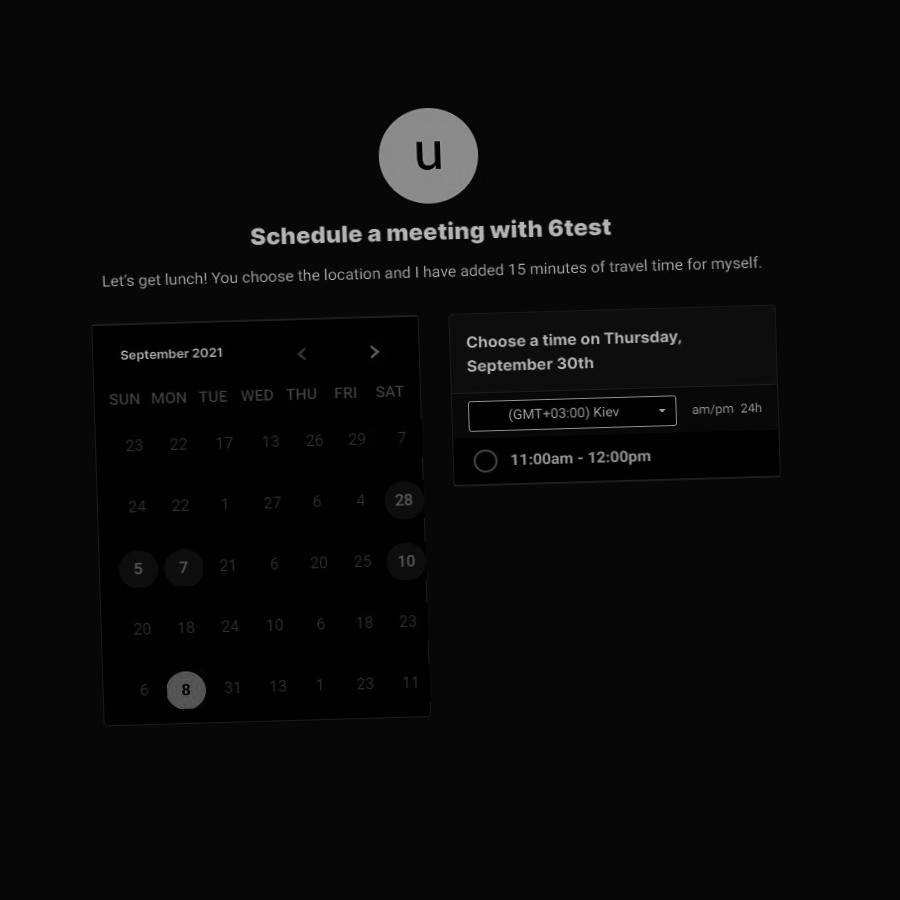 u
Schedule a meeting with 6test
Let's get lunch! You choose the location and I have added 15 minutes of travel time for myself.
September 2021
SUN MON TUE WED THU FRI SAT
23 22 17 13 26 29 7
24 22 1 27 6 4 28
5 7 21 6 20 25 10
20 18 24 10 6 18 23
6 8 31 13 1 23 11
Choose a time on Thursday,
September 30th
(GMT+03:00) Kiev am/pm 24h
11:00am - 12:00pm